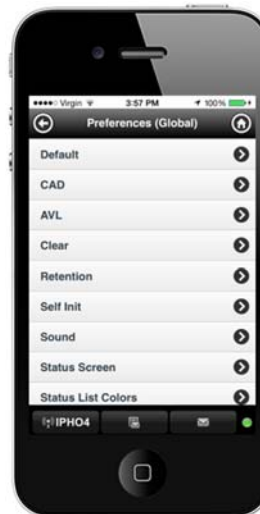 ●●●●○ Virgin 3:57 PM 100%
Preferences (Global)
Default
CAD
AVL
Clear
Retention
Self Init
Sound
Status Screen
Status List Colors
IPHO4